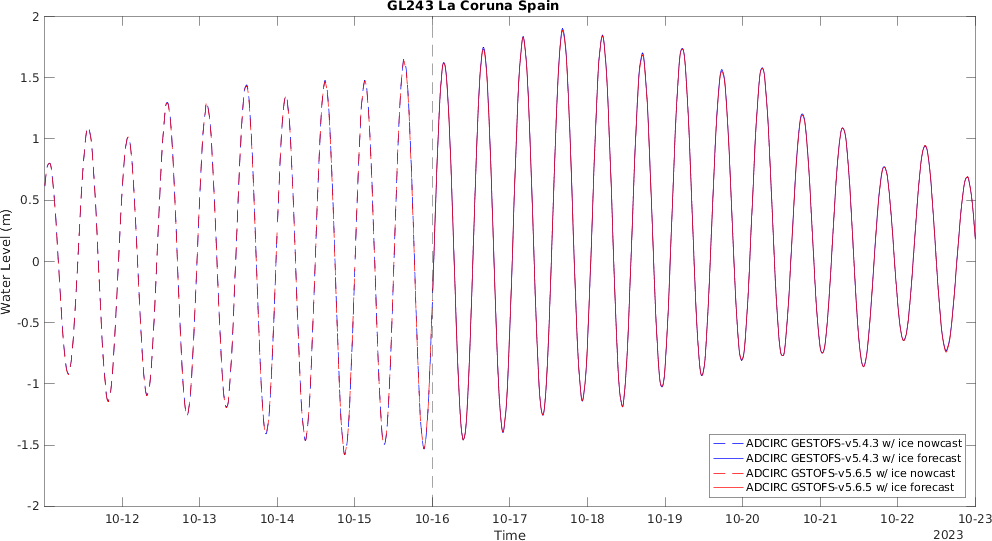 GL243 La Coruna Spain
2
1.5
1
0.5
0
-0.5
-1
-1.5
-2
Water Level (m)
ADCIRC GESTOFS-v5.4.3 w/ ice nowcast
ADCIRC GESTOFS-v5.4.3 w/ ice forecast
ADCIRC GSTOFS-v5.6.5 w/ ice nowcast
ADCIRC GSTOFS-v5.6.5 w/ ice forecast
10-12 10-13 10-14 10-15 10-16 10-17 10-18 10-19 10-20 10-21 10-22 10-23
Time
2023